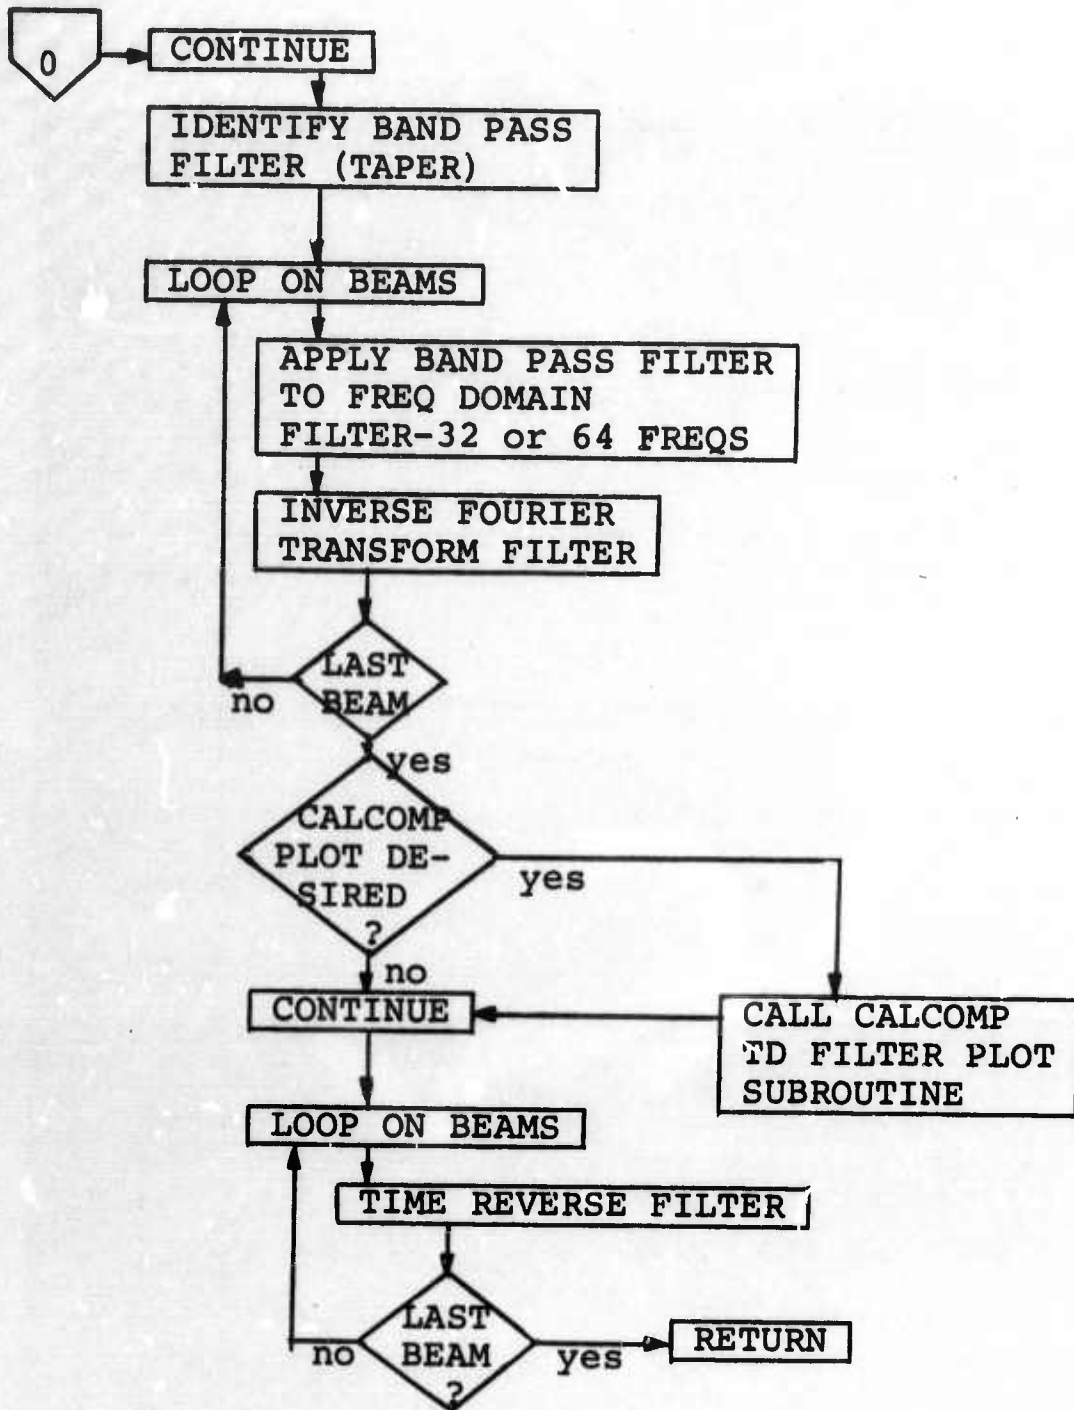 0
CONTINUE
IDENTIFY BAND PASS
FILTER (TAPER)
LOOP ON BEAMS
APPLY BAND PASS FILTER
TO FREQ DOMAIN
FILTER-32 or 64 FREQS
INVERSE FOURIER
TRANSFORM FILTER
LAST
BEAM
no
yes
CALCOMP
PLOT DE-
SIRED
?
yes
no
CONTINUE
CALL CALCOMP
TD FILTER PLOT
SUBROUTINE
LOOP ON BEAMS
TIME REVERSE FILTER
LAST
BEAM
?
no
yes
RETURN